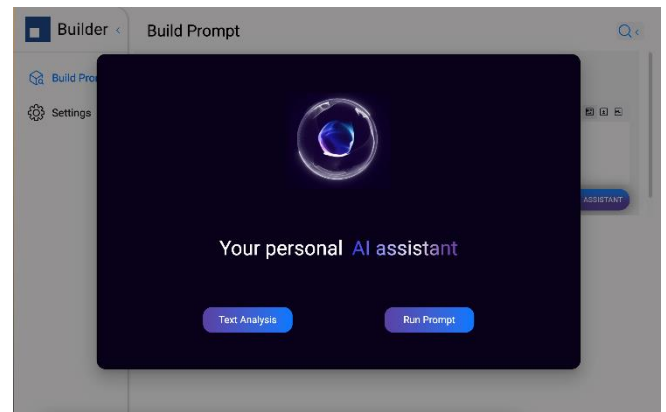 Builder
Build Prompt
Build Pro
Settings
ASSISTANT
Your personal AI assistant
Text Analysis
Run Prompt